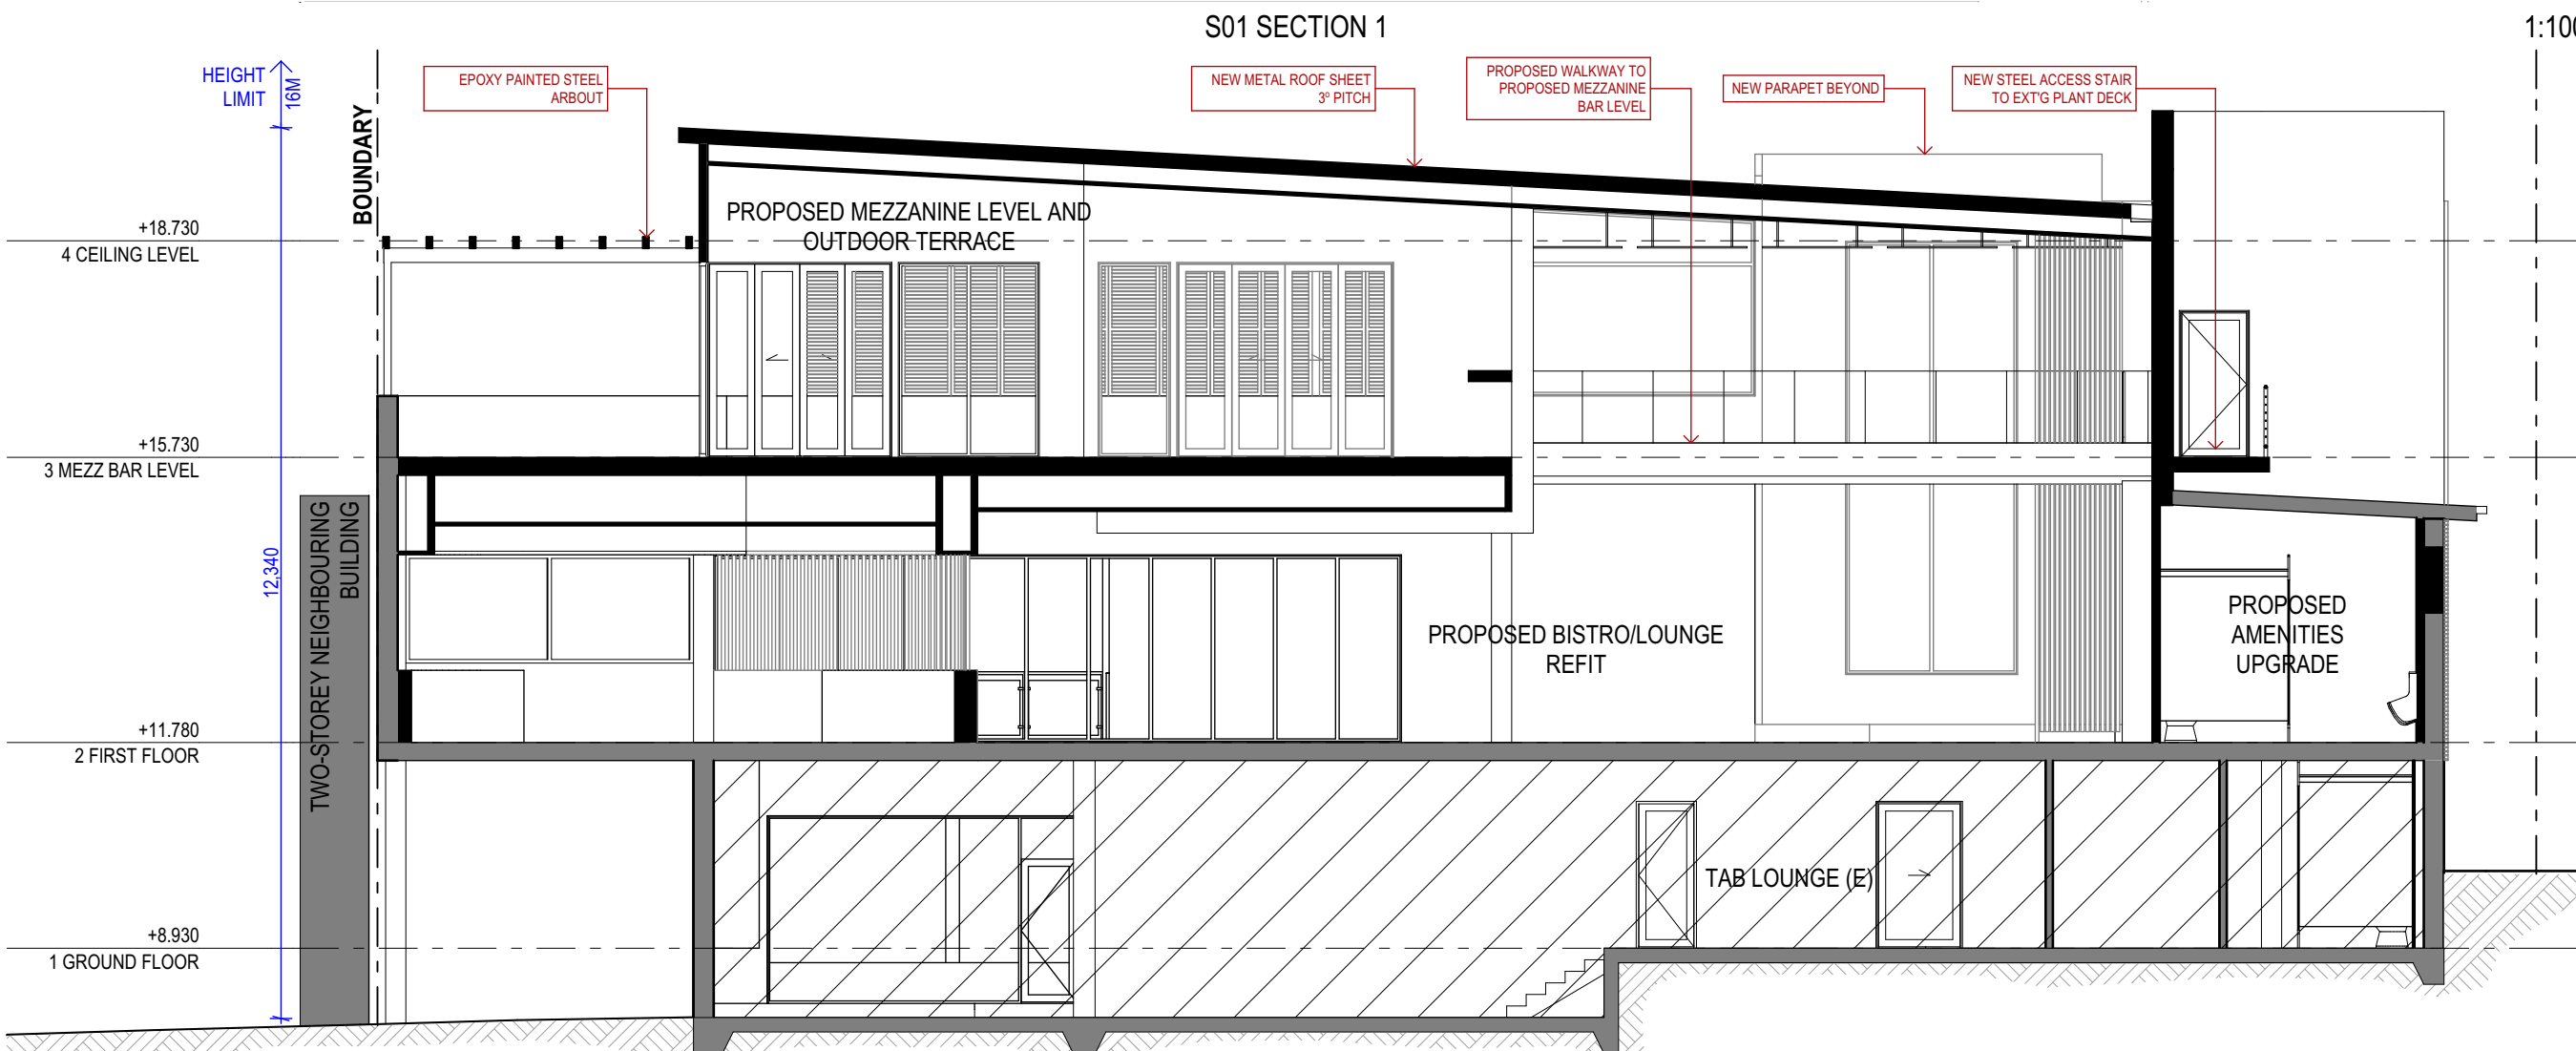 S01 SECTION 1
1:100
HEIGHT
LIMIT
16M
BOUNDARY
EPOXY PAINTED STEEL
ARBOUT
NEW METAL ROOF SHEET
3º PITCH
PROPOSED WALKWAY TO
PROPOSED MEZZANINE
BAR LEVEL
NEW PARAPET BEYOND
NEW STEEL ACCESS STAIR
TO EXT'G PLANT DECK
PROPOSED MEZZANINE LEVEL AND
OUTDOOR TERRACE
+18.730
4 CEILING LEVEL
+15.730
3 MEZZ BAR LEVEL
12,340
TWO-STOREY NEIGHBOURING
BUILDING
PROPOSED BISTRO/LOUNGE
REFIT
PROPOSED
AMENITIES
UPGRADE
+11.780
2 FIRST FLOOR
TAB LOUNGE (E)
+8.930
1 GROUND FLOOR